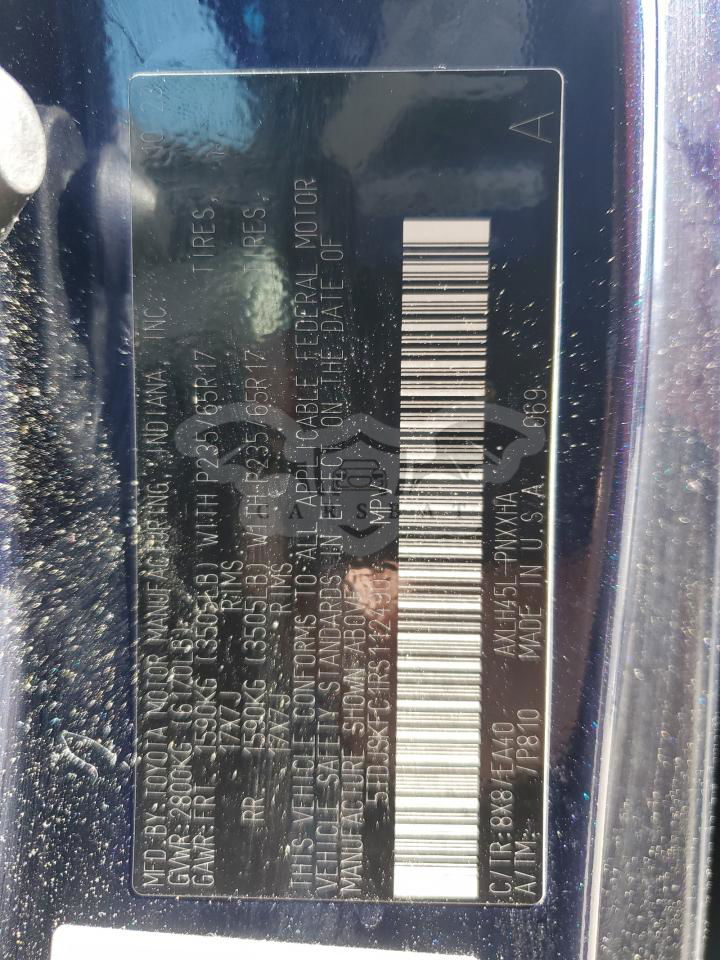 MFD BY:TOYOTA MOTOR MANUFACTURING, INDIANA, INC.
GVWR:2800KG (6170LB)
GAWR:FRT 1590KG (3505LB) WITH P235/65R17 TIRES,
17X7J RIMS
RR 1590KG (3505LB) WITH P235/65R17 TIRES,
17X7J RIMS
THIS VEHICLE CONFORMS TO ALL APPLICABLE FEDERAL MOTOR
VEHICLE SAFETY STANDARDS IN EFFECT ON THE DATE OF
MANUFACTURE SHOWN ABOVE.
MPV
C/TR:8X8/EA40 AXLH45L-PNXXHA
A/TM: /P810 MADE IN U.S.A. 069 A
CARSBAT